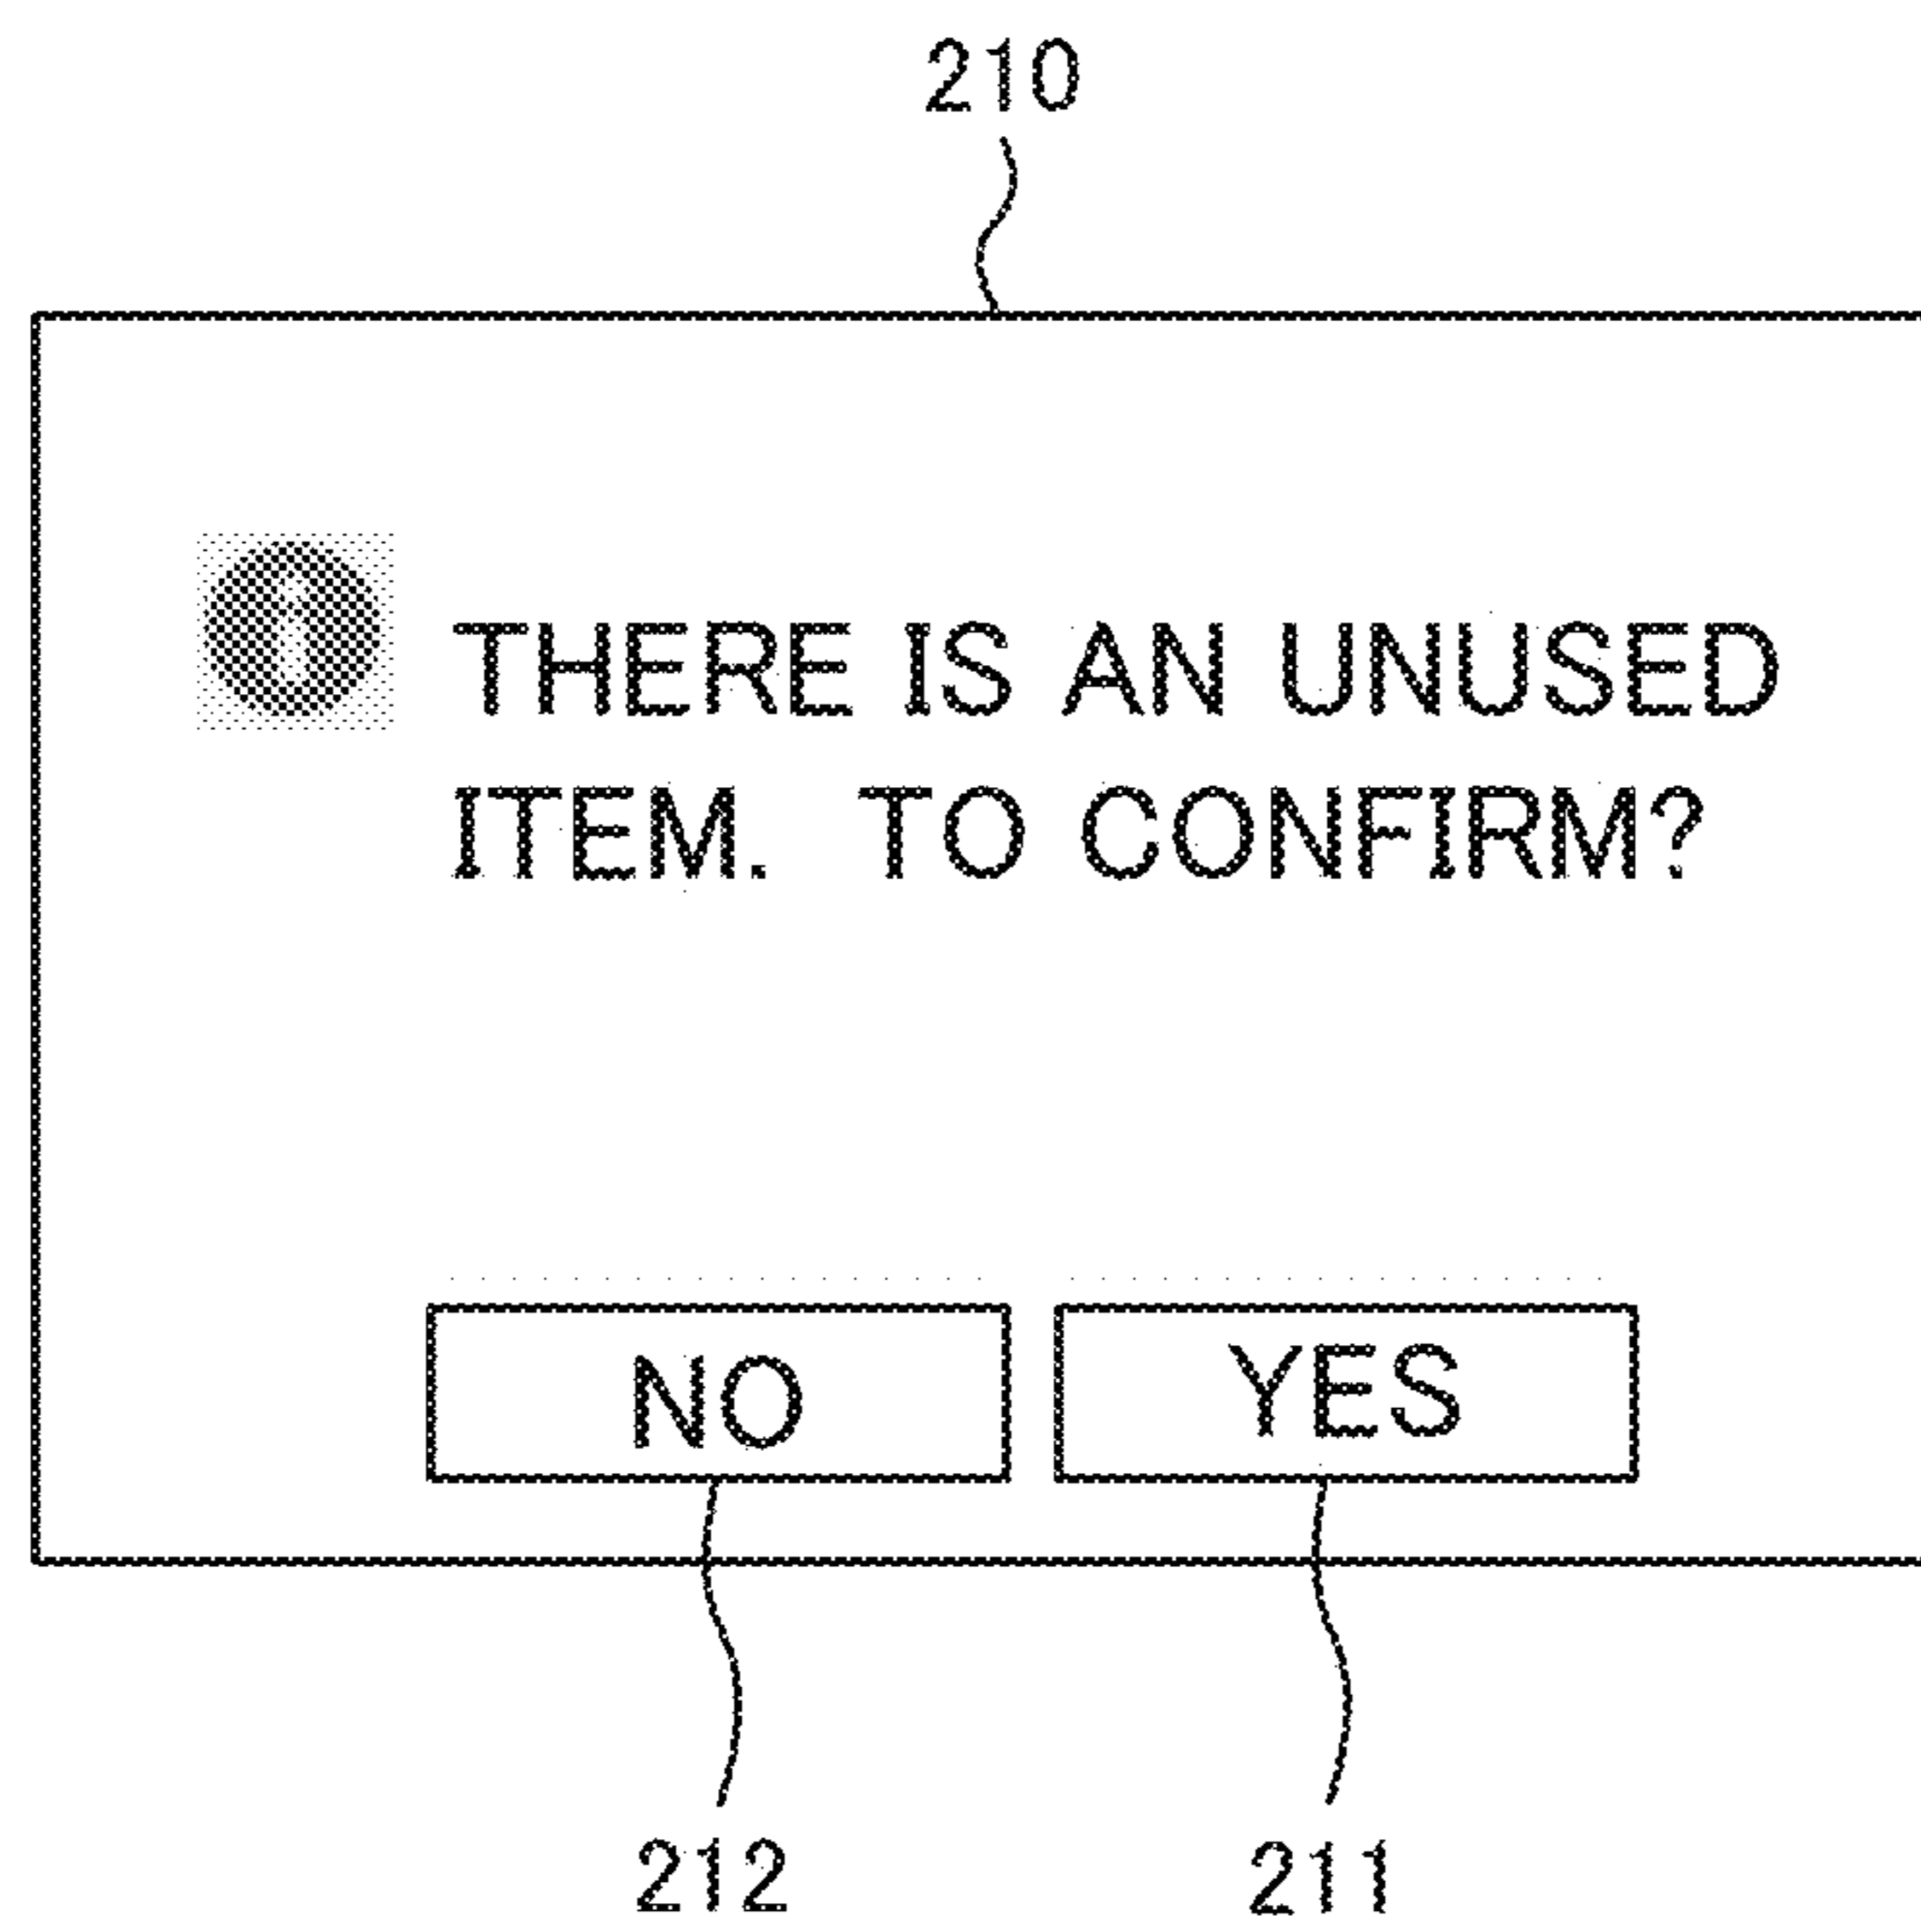 210
THERE IS AN UNUSED
ITEM. TO CONFIRM?
NO YES
212 211